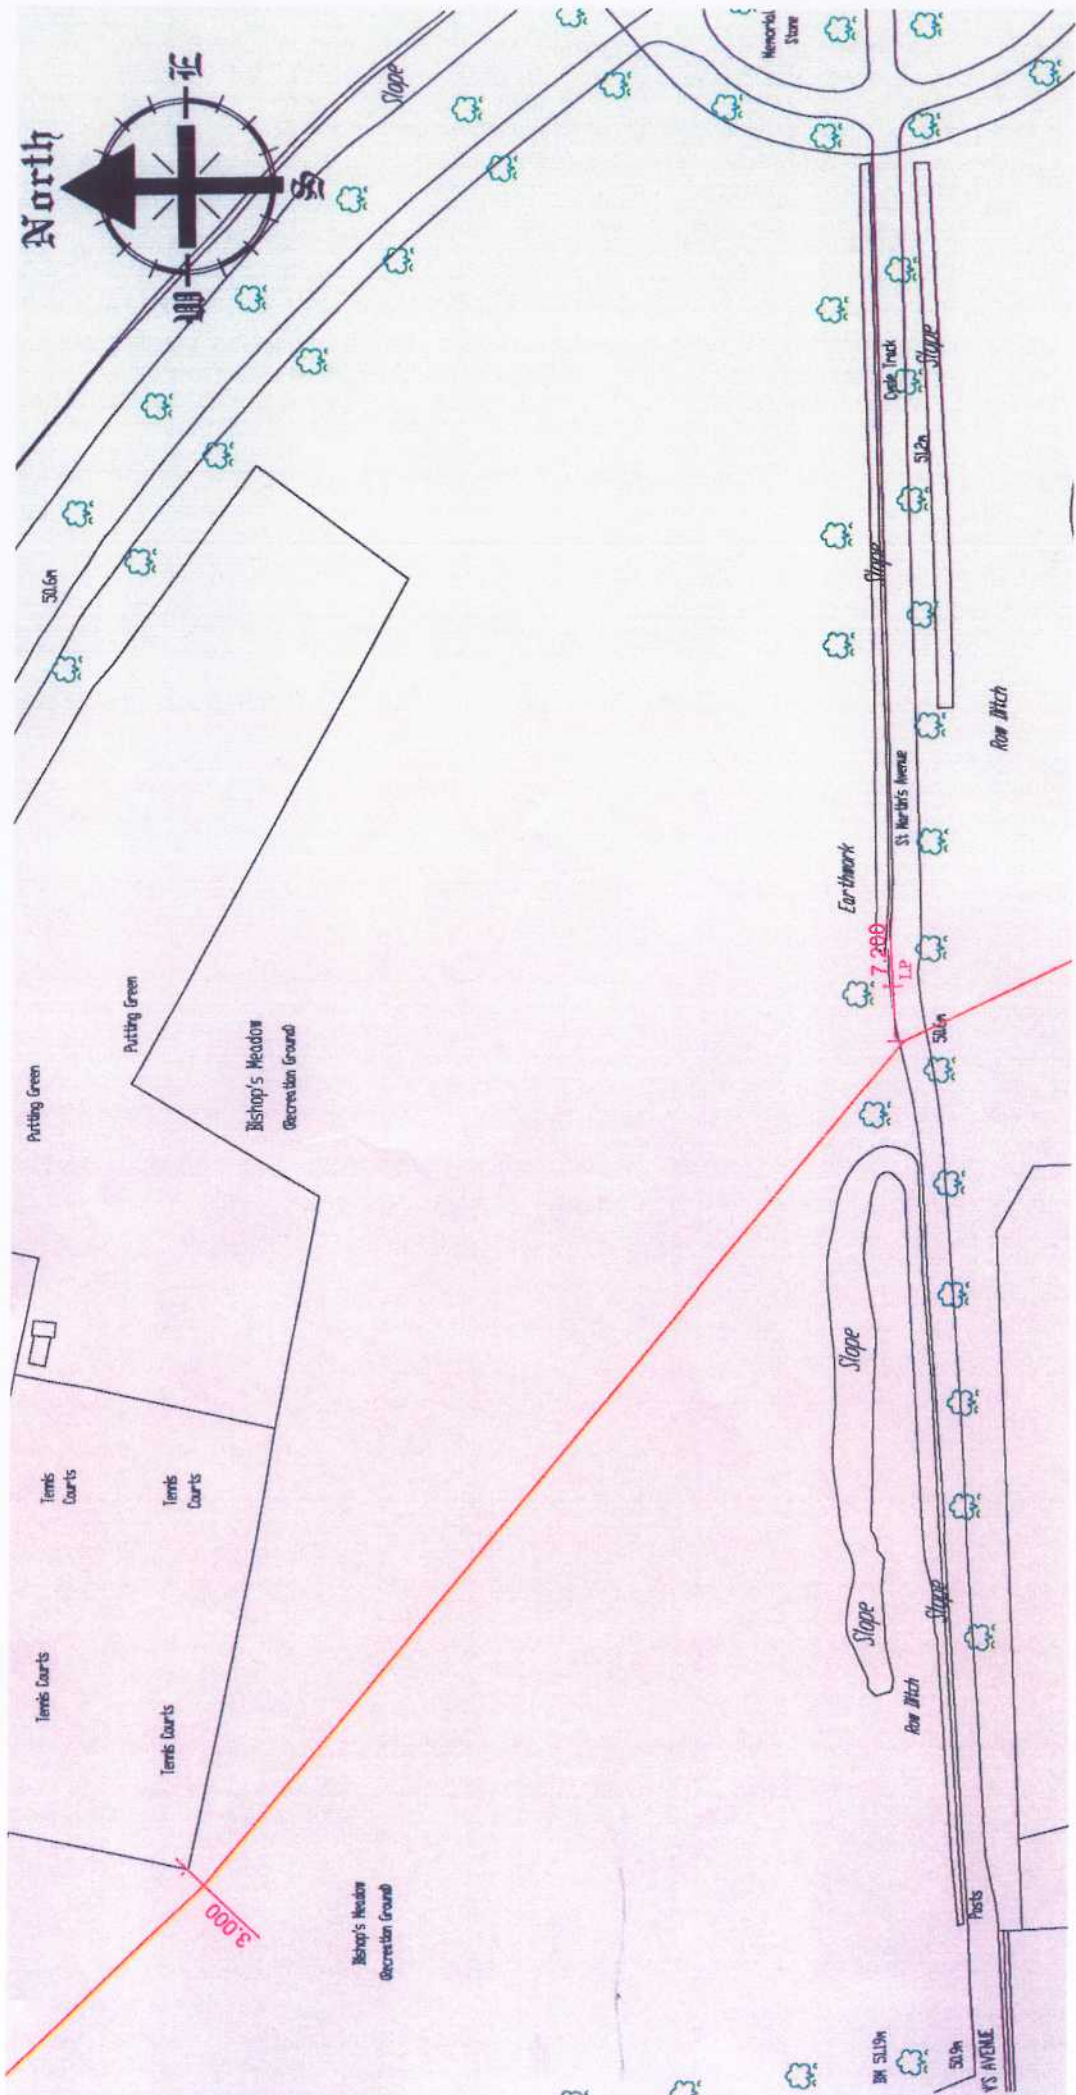 North
W
E
S
Slope
Memorial
Stone
50.6m
Cycle Track
Slope
51.2m
Slope
Row Ditch
St Martin's Avenue
Earthwork
7.200
LP
50.6m
Putting Green
Putting Green
Bishop's Meadow
(Recreation Ground)
Slope
Tennis
Courts
Tennis
Courts
Slope
Slope
Tennis Courts
Tennis Courts
Row Ditch
3.000
Bishop's Meadow
(Recreation Ground)
Posts
BM 51.19m
50.9m
Y'S AVENUE